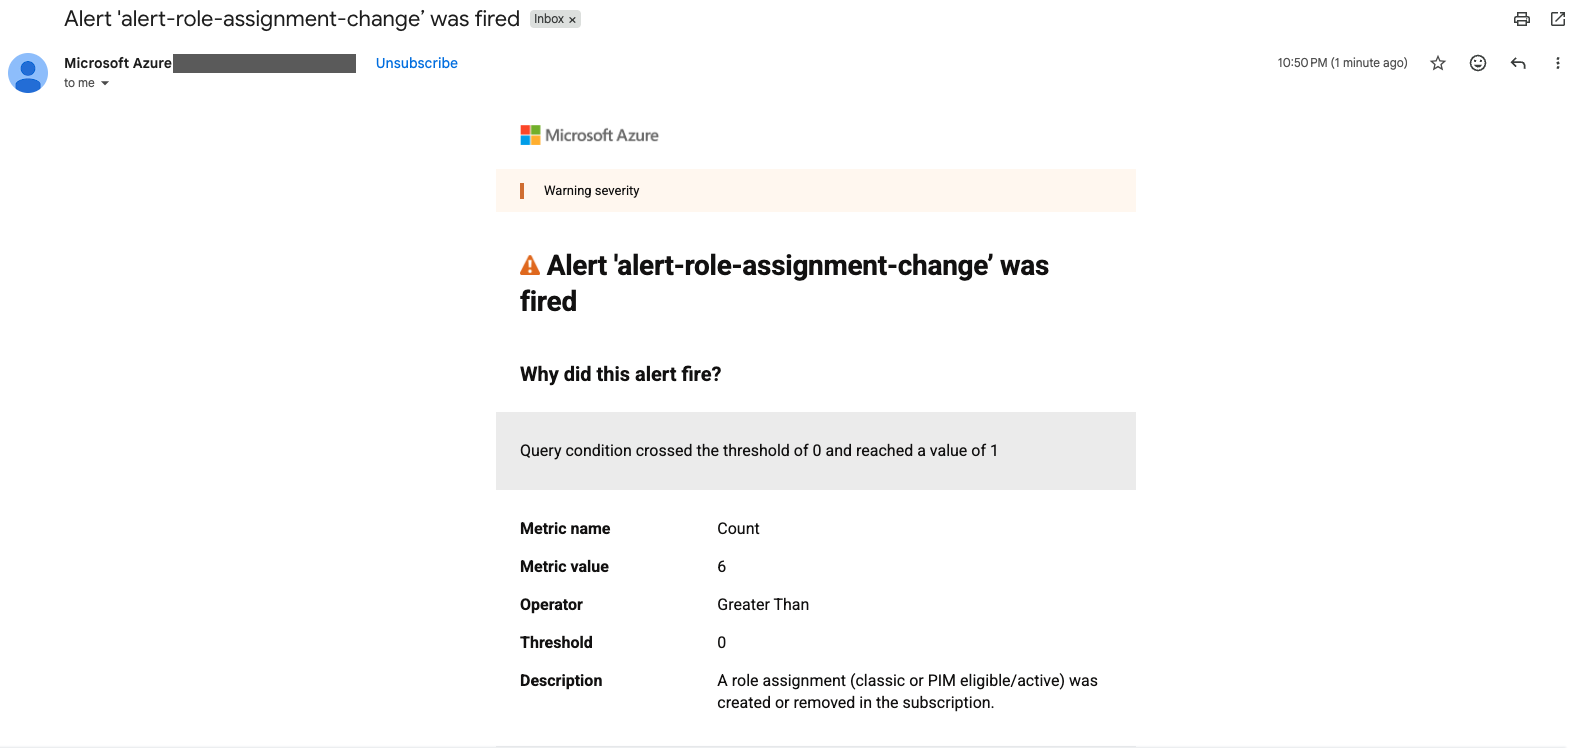 Alert 'alert-role-assignment-change’ was fired
Inbox ×
Microsoft Azure
Unsubscribe
10:50 PM (1 minute ago)
to me
Microsoft Azure
Warning severity
Alert 'alert-role-assignment-change’ was
fired
Why did this alert fire?
Query condition crossed the threshold of 0 and reached a value of 1
Metric name Count
Metric value 6
Operator Greater Than
Threshold 0
Description A role assignment (classic or PIM eligible/active) was
created or removed in the subscription.